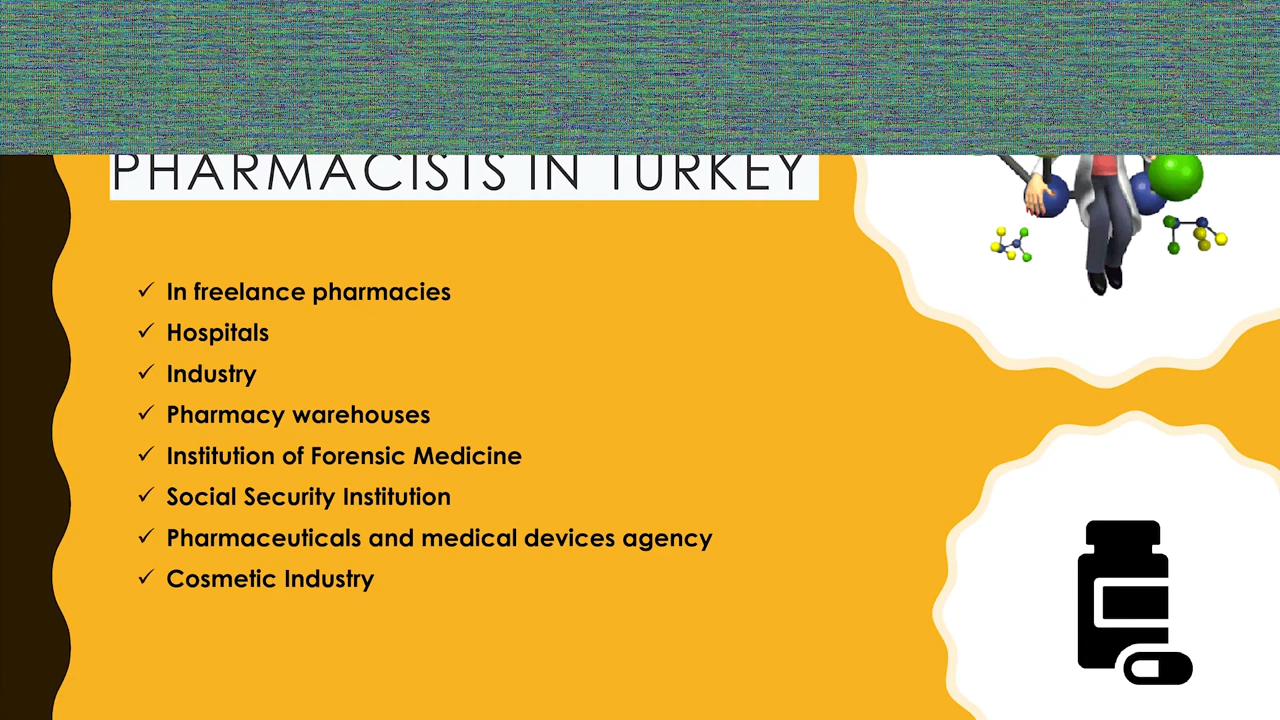 PHARMACISTS IN TURKEY
✓ In freelance pharmacies
✓ Hospitals
✓ Industry
✓ Pharmacy warehouses
✓ Institution of Forensic Medicine
✓ Social Security Institution
✓ Pharmaceuticals and medical devices agency
✓ Cosmetic Industry